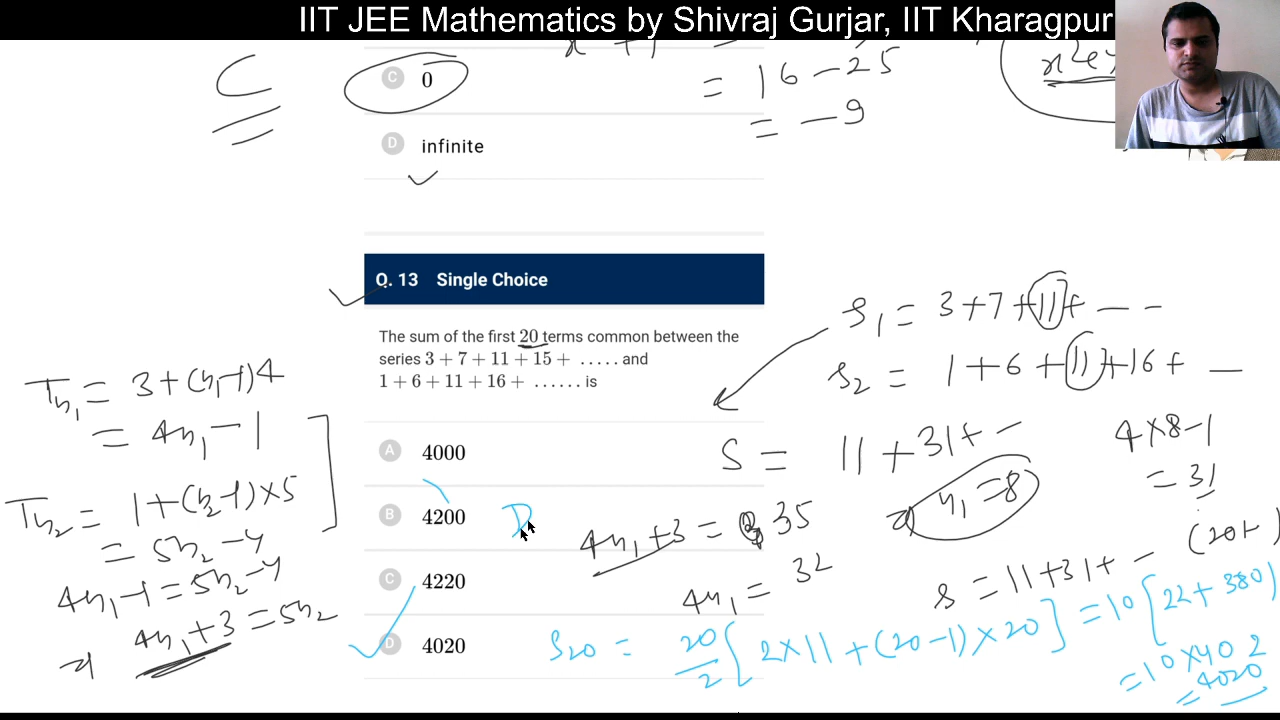 IIT JEE Mathematics by Shivraj Gurjar, IIT Kharagpur
C
C 0
= 16 - 25
= - 9
D infinite
Q. 13 Single Choice
The sum of the first 20 terms common between the
series 3 + 7 + 11 + 15 + ..... and
1 + 6 + 11 + 16 + ...... is
A 4000
B 4200
C 4220
D 4020
D
Tn₁ = 3 + (n₁-1)4
= 4n₁ - 1
Tn₂ = 1 + (n₂-1)×5
= 5n₂ - 4
4n₁-1 = 5n₂-4
⇒ 4n₁+3 = 5n₂
S₁ = 3+7+11+ - - -
S₂ = 1+6+11+16+ —
S = 11 + 31 + -
4×8-1
= 31
4n₁+3 = 35
4n₁ = 32
⇒ n₁ = 8
S = 11+31+ -
S₂₀ = 20/2 [2×11+(20-1)×20] = 10[22+380]
= 10×402
= 4020